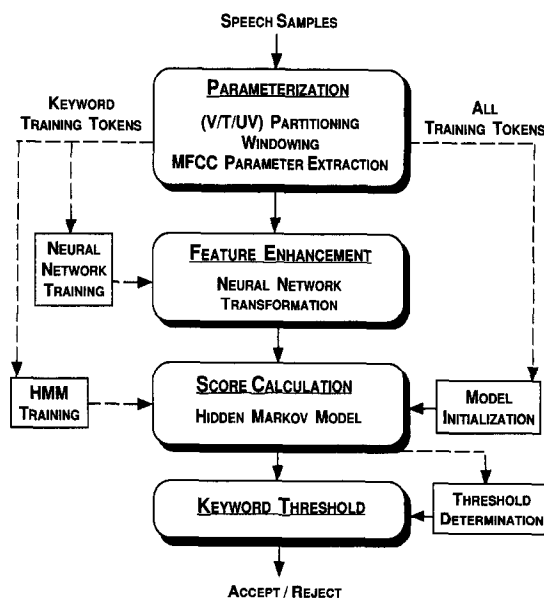 SPEECH SAMPLES
PARAMETERIZATION
(V/T/UV) PARTITIONING
WINDOWING
MFCC PARAMETER EXTRACTION
KEYWORD
TRAINING TOKENS
ALL
TRAINING TOKENS
NEURAL
NETWORK
TRAINING
FEATURE ENHANCEMENT
NEURAL NETWORK
TRANSFORMATION
HMM
TRAINING
SCORE CALCULATION
HIDDEN MARKOV MODEL
MODEL
INITIALIZATION
KEYWORD THRESHOLD
THRESHOLD
DETERMINATION
ACCEPT / REJECT